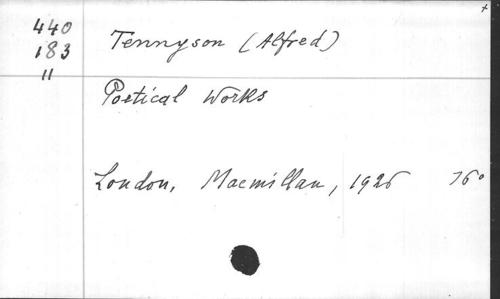 440
183
11
Tennyson (Alfred)
Poetical Works
London, Macmillan, 1926 16°